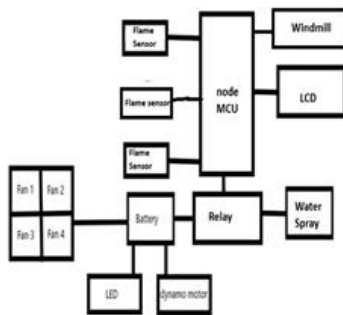 Flame
Sensor
Windmill
node
MCU
Flame sensor
LCD
Flame
Sensor
Fan 1
Fan 2
Battery
Relay
Water
Spray
Fan 3
Fan 4
LED
dynamo motor